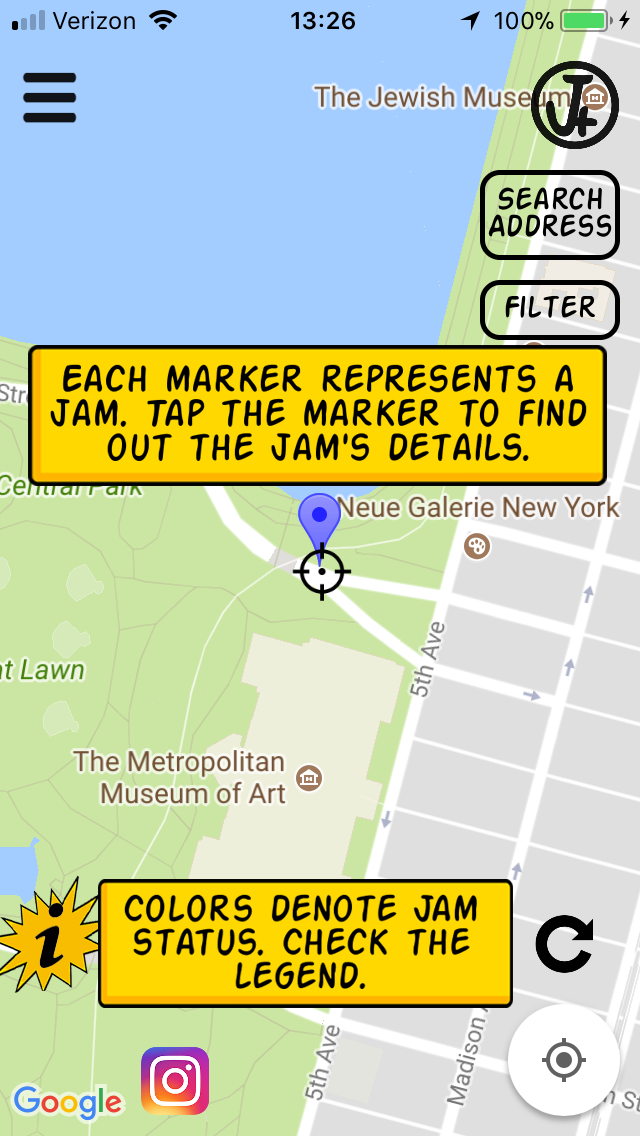 Verizon 13:26 100%
The Jewish Museum
J+
SEARCH
ADDRESS
FILTER
EACH MARKER REPRESENTS A
JAM. TAP THE MARKER TO FIND
OUT THE JAM'S DETAILS.
Central Park
Neue Galerie New York
5th Ave
Lawn
The Metropolitan
Museum of Art
i
COLORS DENOTE JAM
STATUS. CHECK THE
LEGEND.
5th Ave
Madison
Google